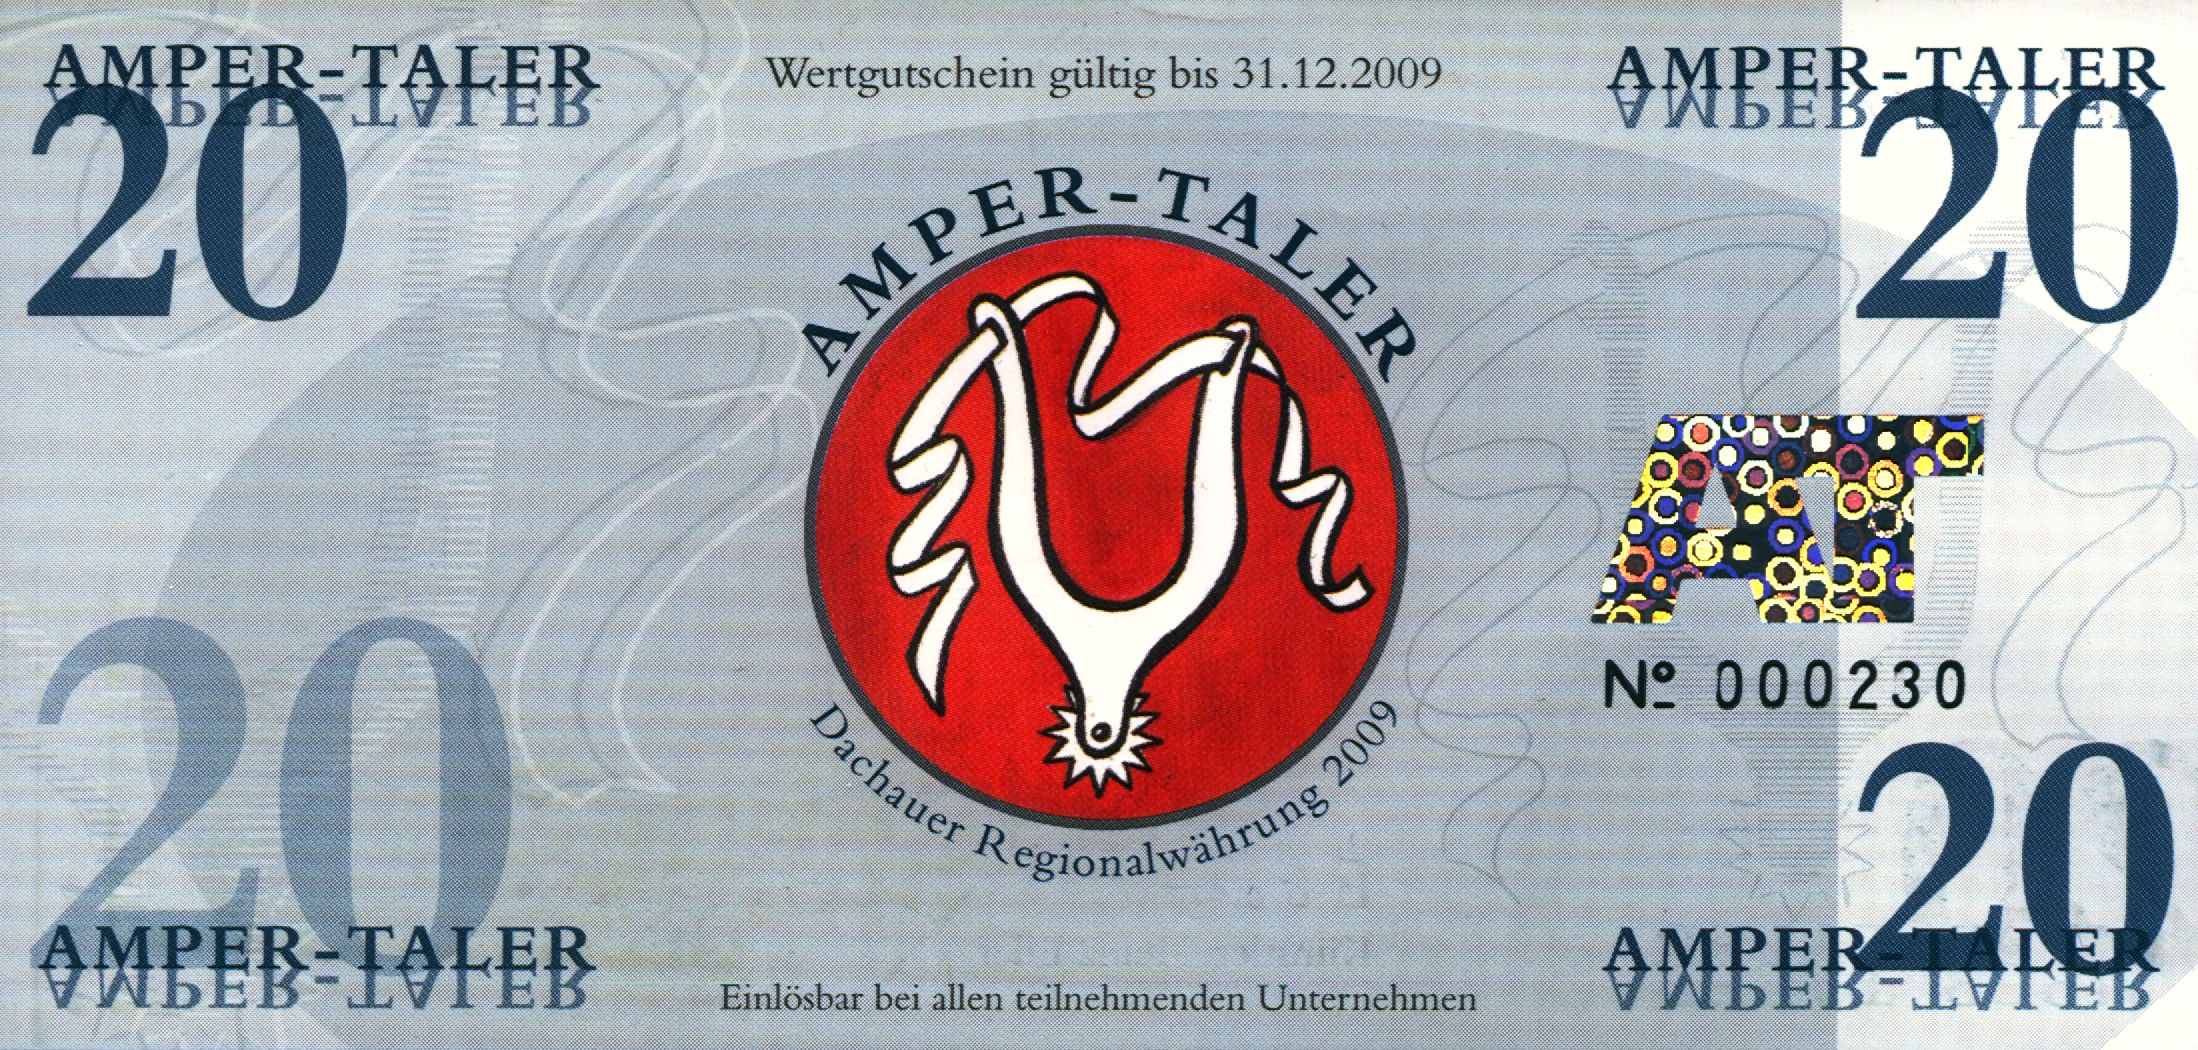 AMPER-TALER
20
Wertgutschein gültig bis 31.12.2009
AMPER-TALER
20
AMPER-TALER
Dachauer Regionalwährung 2009
AT
Nº 000230
20
AMPER-TALER
Einlösbar bei allen teilnehmenden Unternehmen
20
AMPER-TALER